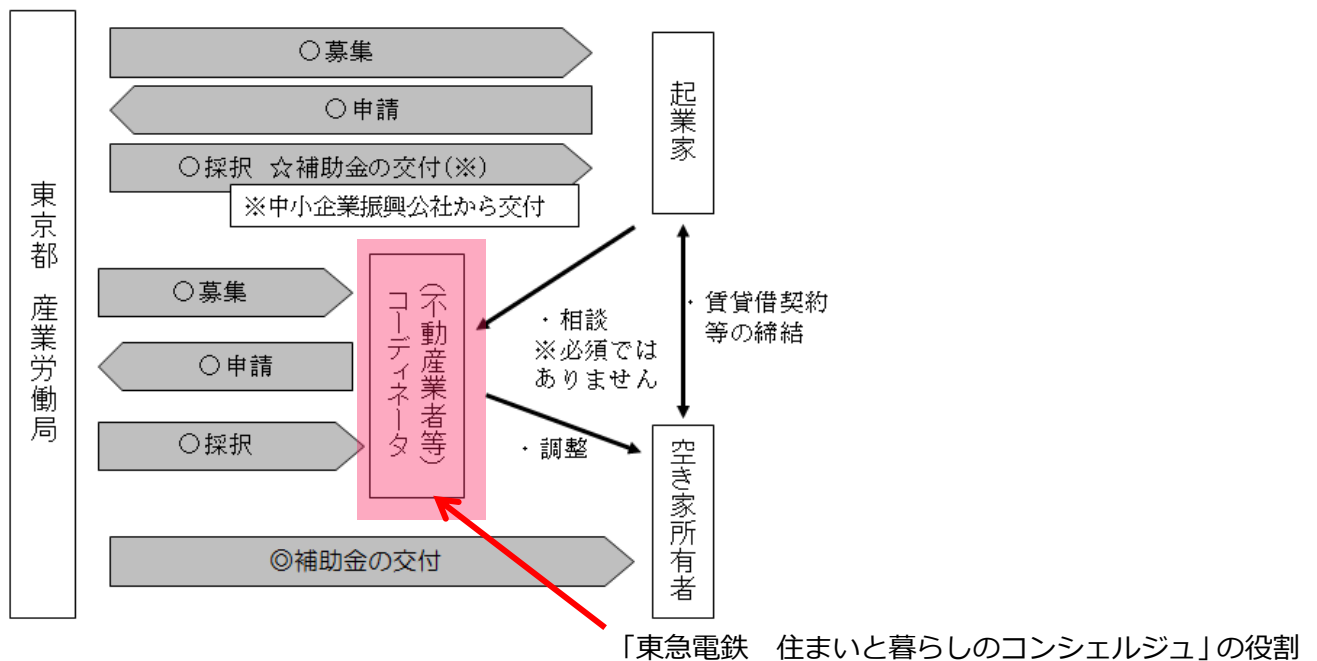 東京都 産業労働局
○募集
○申請
○採択 ☆補助金の交付(※)
※中小企業振興公社から交付
起業家
○募集
○申請
○採択
(不動産業者等)
コーディネータ
・相談
※必須では
ありません
・調整
・賃貸借契約
等の締結
空き家所有者
◎補助金の交付
「東急電鉄　住まいと暮らしのコンシェルジュ」の役割